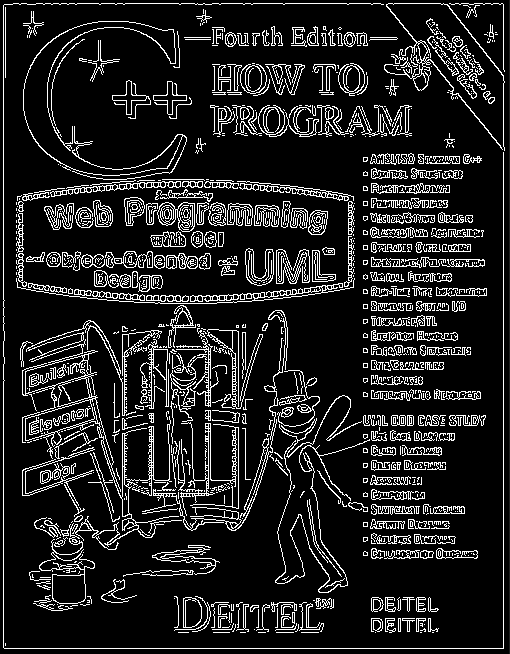 Fourth Edition
C++
HOW TO
PROGRAM
Introducing
Web Programming
with CGI
and Object-Oriented
Design with the UML™
• ANSI/ISO Standard C++
• Control Structures
• Functions/Arrays
• Pointers/Strings
• Classes/Data Abstraction
• Operator Overloading
• Inheritance/Polymorphism
• Virtual Functions
• Run-Time Type Information
• Standard Stream I/O
• Templates/STL
• Exception Handling
• Files/Data Structures
• Bits/Characters
• Namespaces
• Internet/Web Resources
UML OOD CASE STUDY
• Use Case Diagrams
• Class Diagrams
• Object Diagrams
• Association
• Composition
• Statechart Diagrams
• Activity Diagrams
• Sequence Diagrams
• Collaboration Diagrams
Building
Elevator
Door
DEITEL™
DEITEL
DEITEL